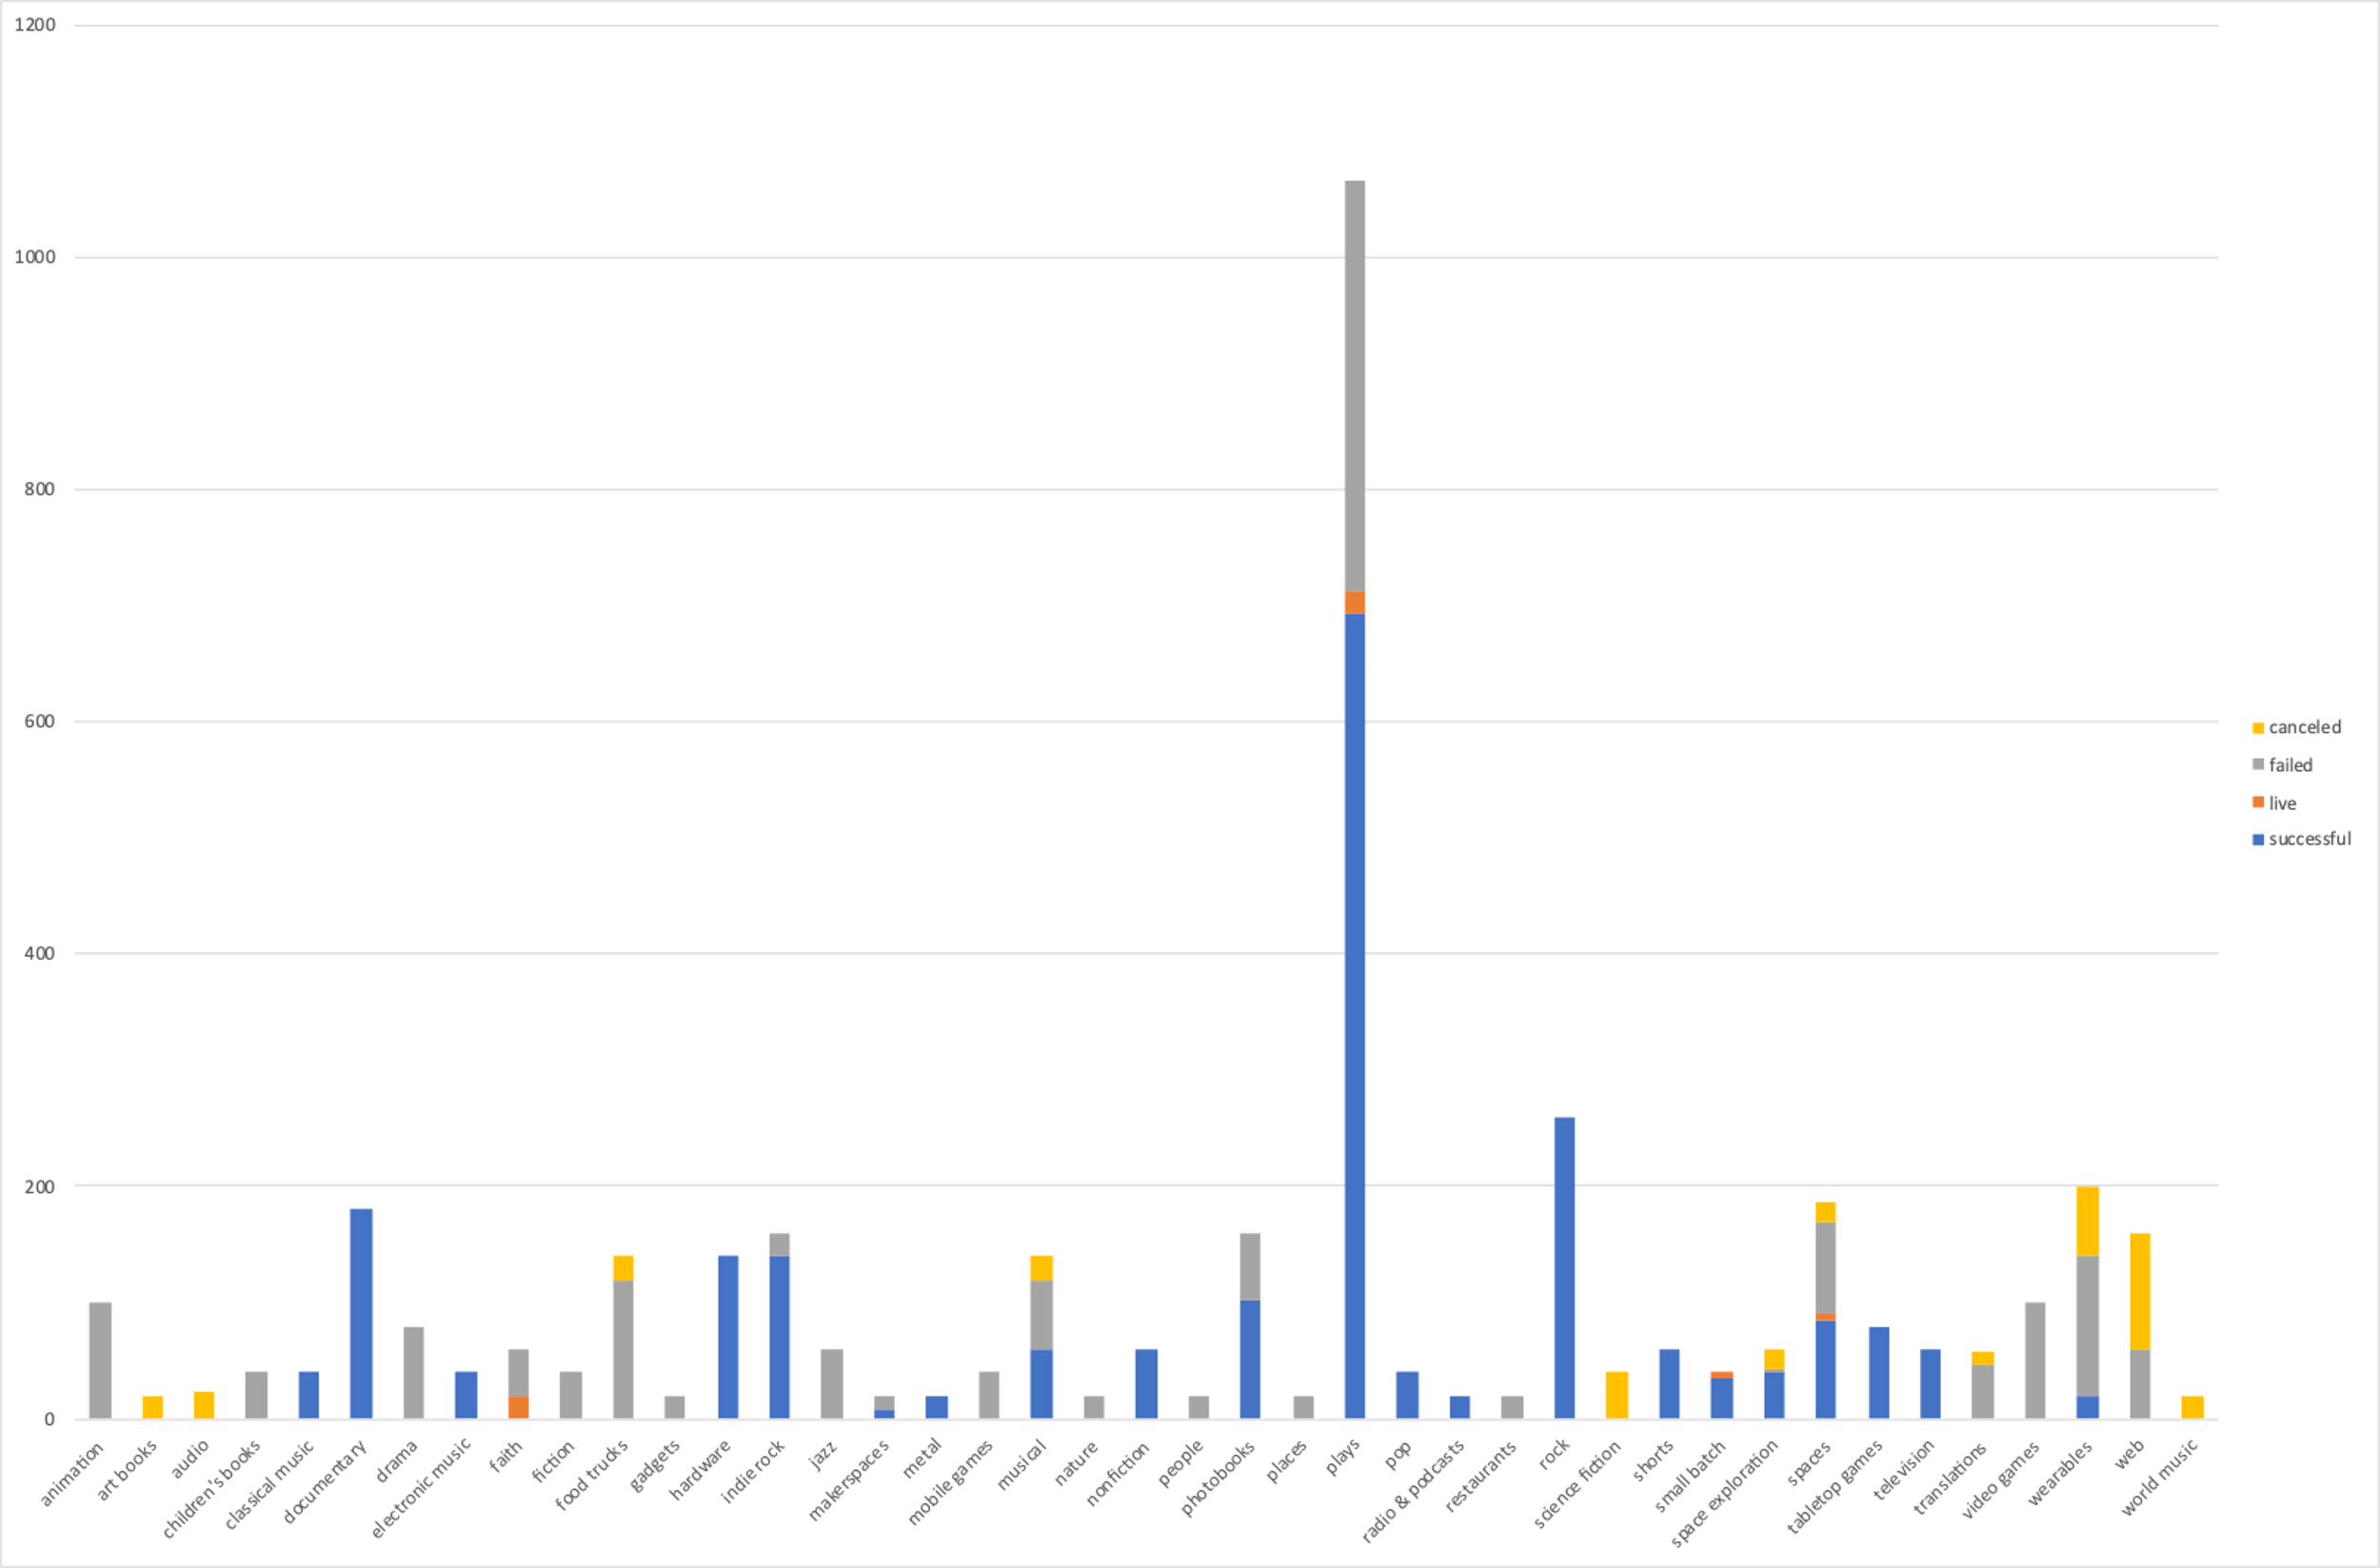 1200
1000
800
600
400
200
0
animation
art books
audio
children's books
classical music
documentary
drama
electronic music
faith
fiction
food trucks
gadgets
hardware
indie rock
jazz
makerspaces
metal
mobile games
musical
nature
nonfiction
people
photobooks
places
plays
pop
radio & podcasts
restaurants
rock
science fiction
shorts
small batch
space exploration
spaces
tabletop games
television
translations
video games
wearables
web
world music
canceled
failed
live
successful